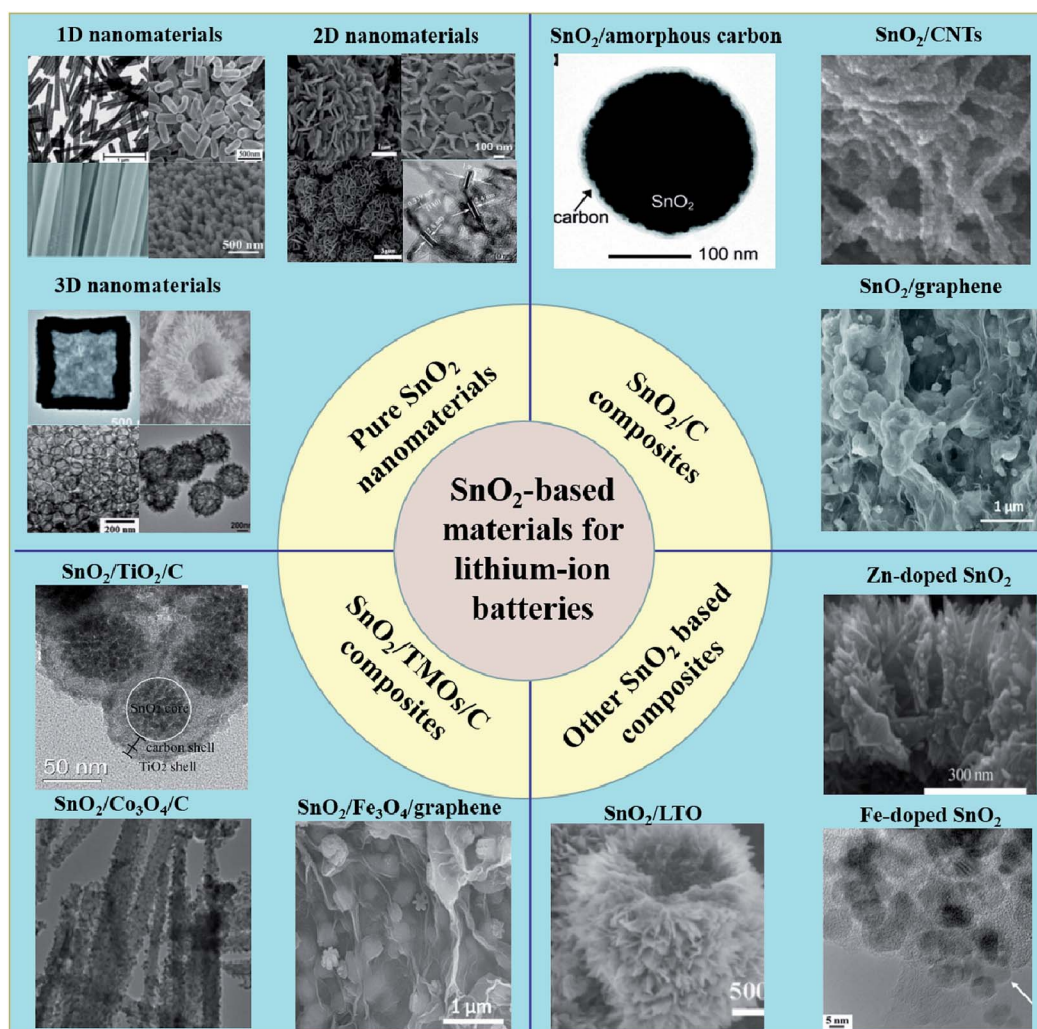 1D nanomaterials
2D nanomaterials
1 μm
500nm
500 nm
1μm
100 nm
3D nanomaterials
200 nm
200nm
SnO₂/amorphous carbon
carbon
SnO₂
100 nm
SnO₂/CNTs
SnO₂/graphene
1 μm
Pure SnO₂
nanomaterials
SnO₂/C
composites
SnO₂-based
materials for
lithium-ion
batteries
SnO₂/TMOs/C
composites
Other SnO₂ based
composites
SnO₂/TiO₂/C
SnO₂ core
carbon shell
TiO₂ shell
50 nm
SnO₂/Co₃O₄/C
SnO₂/Fe₃O₄/graphene
1 μm
SnO₂/LTO
500
Zn-doped SnO₂
300 nm
Fe-doped SnO₂
5 nm